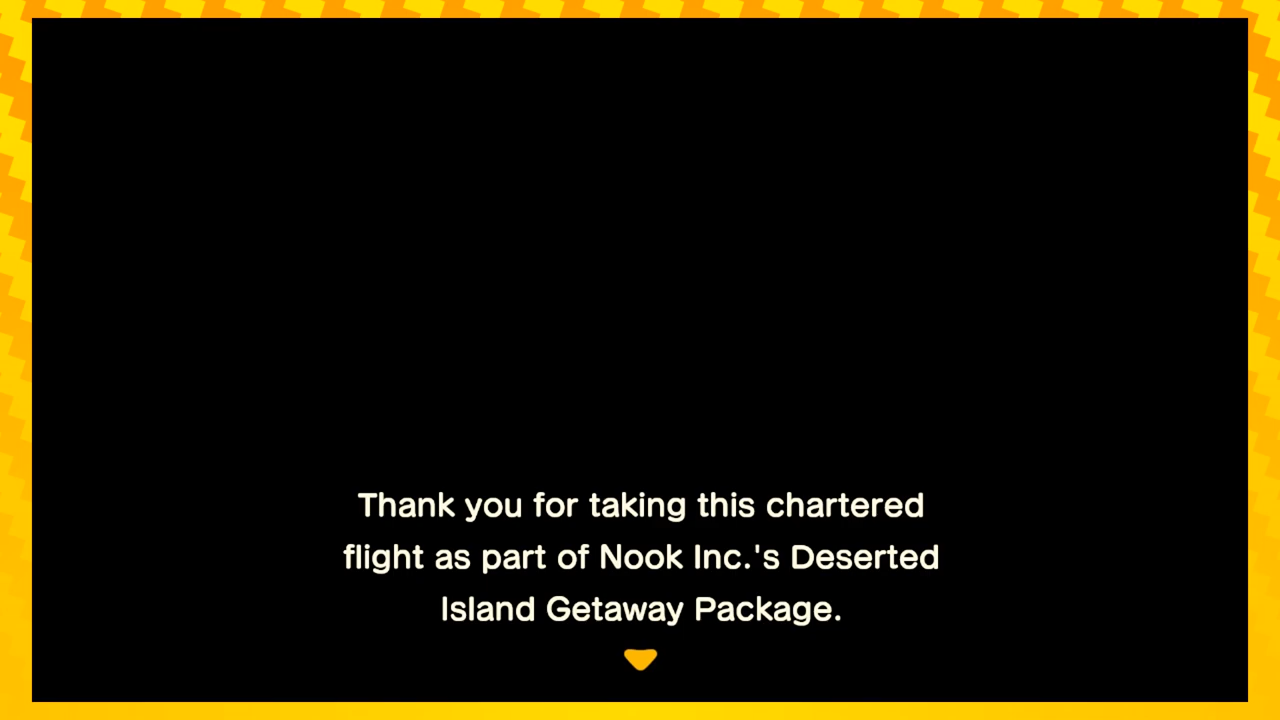 Thank you for taking this chartered
flight as part of Nook Inc.'s Deserted
Island Getaway Package.